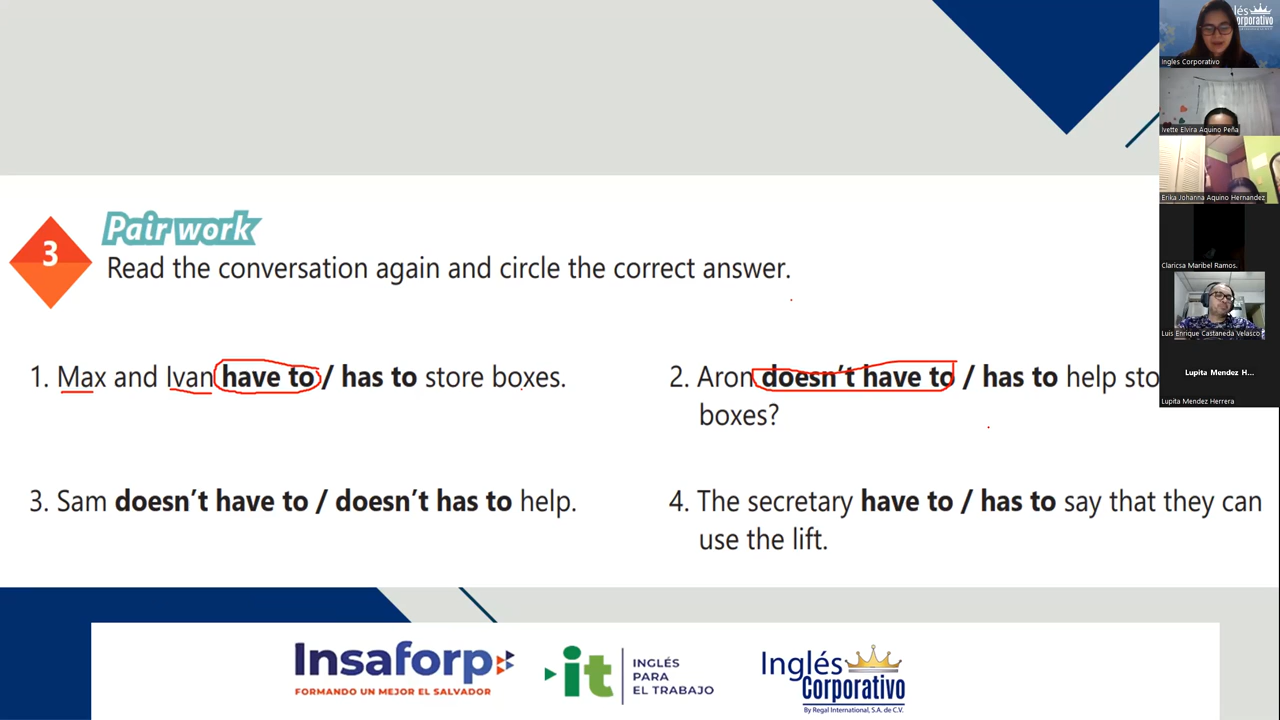 lés
Corporativo
Ingles Corporativo
Ivette Elvira Aquino Peña
Erika Johanna Aquino Hernandez
Claricsa Maribel Ramos.
Luis Enrique Castaneda Velasco
Lupita Mendez H...
Lupita Mendez Herrera
3
Pair work
Read the conversation again and circle the correct answer.
1. Max and Ivan have to / has to store boxes.
2. Aron doesn't have to / has to help sto
boxes?
3. Sam doesn't have to / doesn't has to help.
4. The secretary have to / has to say that they can
use the lift.
Insaforp
FORMANDO UN MEJOR EL SALVADOR
it
INGLÉS
PARA
EL TRABAJO
Inglés
Corporativo
By Regal International, S.A. de C.V.